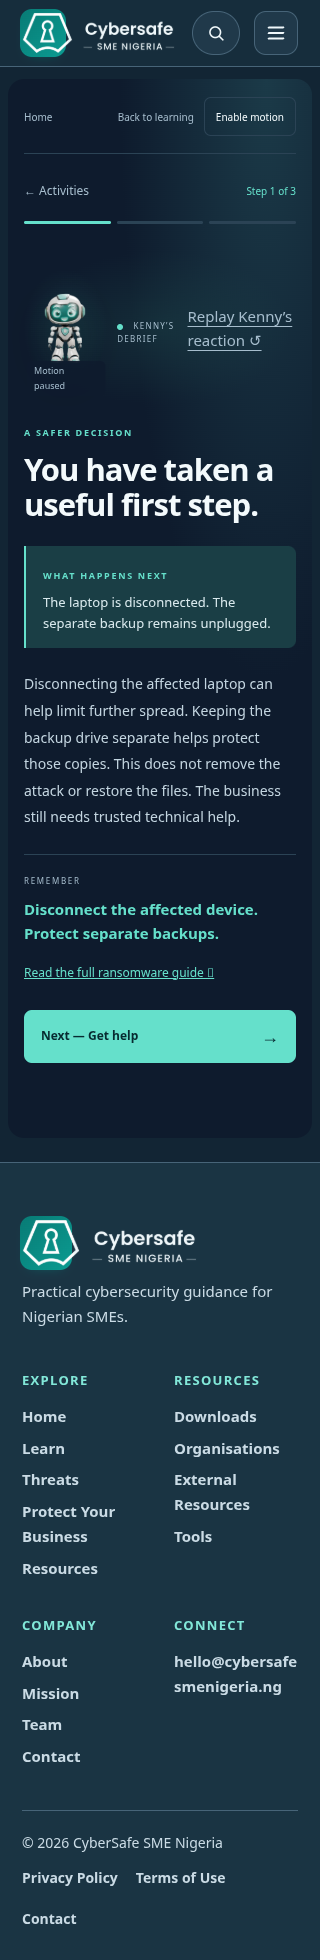 Cybersafe
SME NIGERIA
Home
Back to learning
Enable motion
← Activities
Step 1 of 3
Motion
paused
KENNY'S
DEBRIEF
Replay Kenny’s
reaction ↺
A SAFER DECISION
You have taken a
useful first step.
WHAT HAPPENS NEXT
The laptop is disconnected. The
separate backup remains unplugged.
Disconnecting the affected laptop can
help limit further spread. Keeping the
backup drive separate helps protect
those copies. This does not remove the
attack or restore the files. The business
still needs trusted technical help.
REMEMBER
Disconnect the affected device.
Protect separate backups.
Read the full ransomware guide
Next — Get help →
Cybersafe
SME NIGERIA
Practical cybersecurity guidance for
Nigerian SMEs.
EXPLORE
Home
Learn
Threats
Protect Your
Business
Resources
RESOURCES
Downloads
Organisations
External
Resources
Tools
COMPANY
About
Mission
Team
Contact
CONNECT
hello@cybersafe
smenigeria.ng
© 2026 CyberSafe SME Nigeria
Privacy Policy
Terms of Use
Contact